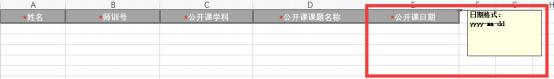 A B C D E F G H
*姓名 *师训号 *公开课学科 *公开课课题名称 *公开课日期
日期格式：
yyyy-mm-dd